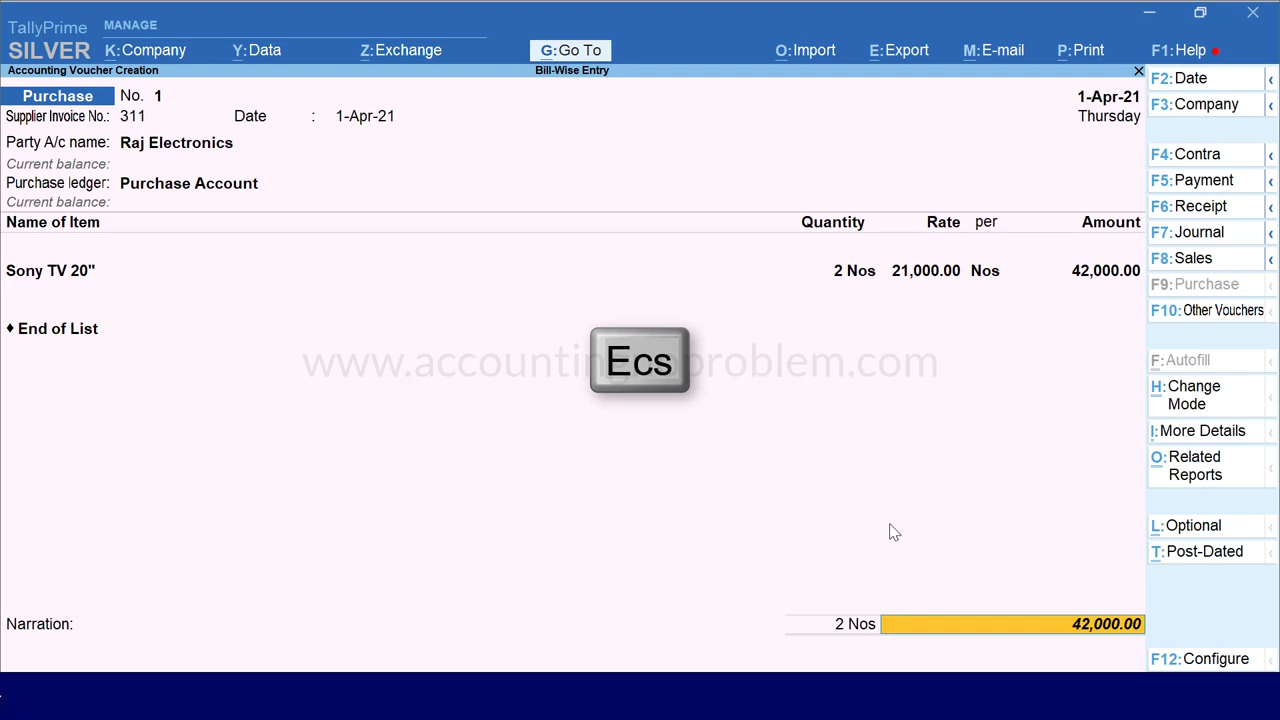 TallyPrime MANAGE
SILVER K:Company Y:Data Z:Exchange G:Go To O:Import E:Export M:E-mail P:Print F1:Help
Accounting Voucher Creation Bill-Wise Entry
Purchase No. 1 1-Apr-21
Supplier Invoice No.: 311 Date : 1-Apr-21 Thursday
Party A/c name: Raj Electronics
Current balance:
Purchase ledger: Purchase Account
Current balance:
Name of Item Quantity Rate per Amount
Sony TV 20" 2 Nos 21,000.00 Nos 42,000.00
♦ End of List
www.accounting problem.com
Ecs
Narration: 2 Nos 42,000.00
F2:Date
F3:Company
F4:Contra
F5:Payment
F6:Receipt
F7:Journal
F8:Sales
F9:Purchase
F10:Other Vouchers
F:Autofill
H:Change
Mode
I:More Details
O:Related
Reports
L:Optional
T:Post-Dated
F12:Configure